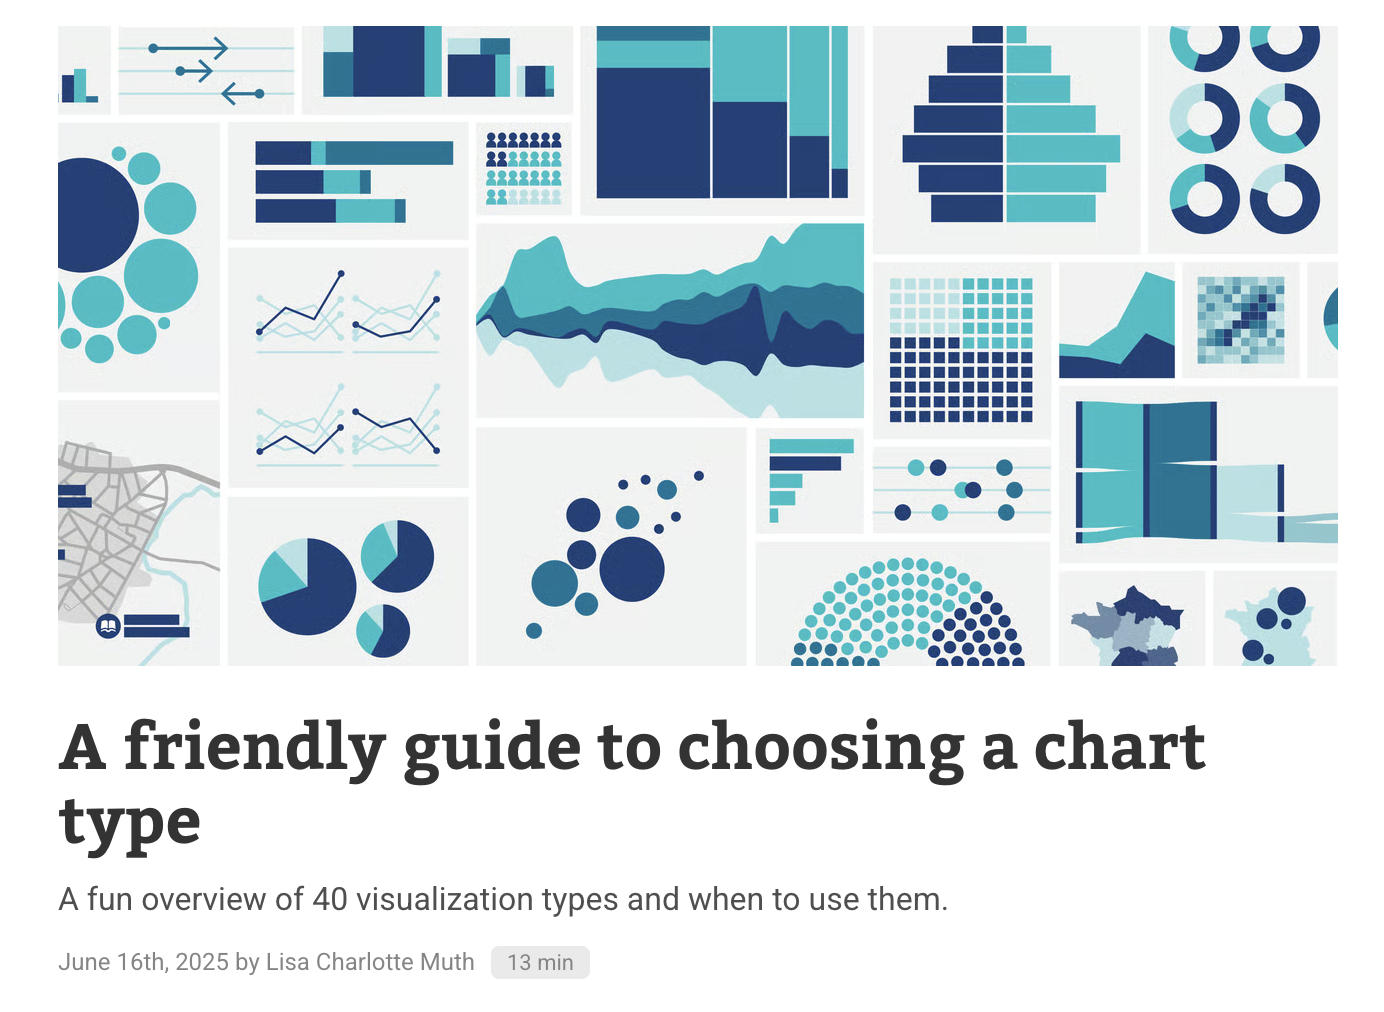 A friendly guide to choosing a chart
type
A fun overview of 40 visualization types and when to use them.
June 16th, 2025 by Lisa Charlotte Muth 13 min